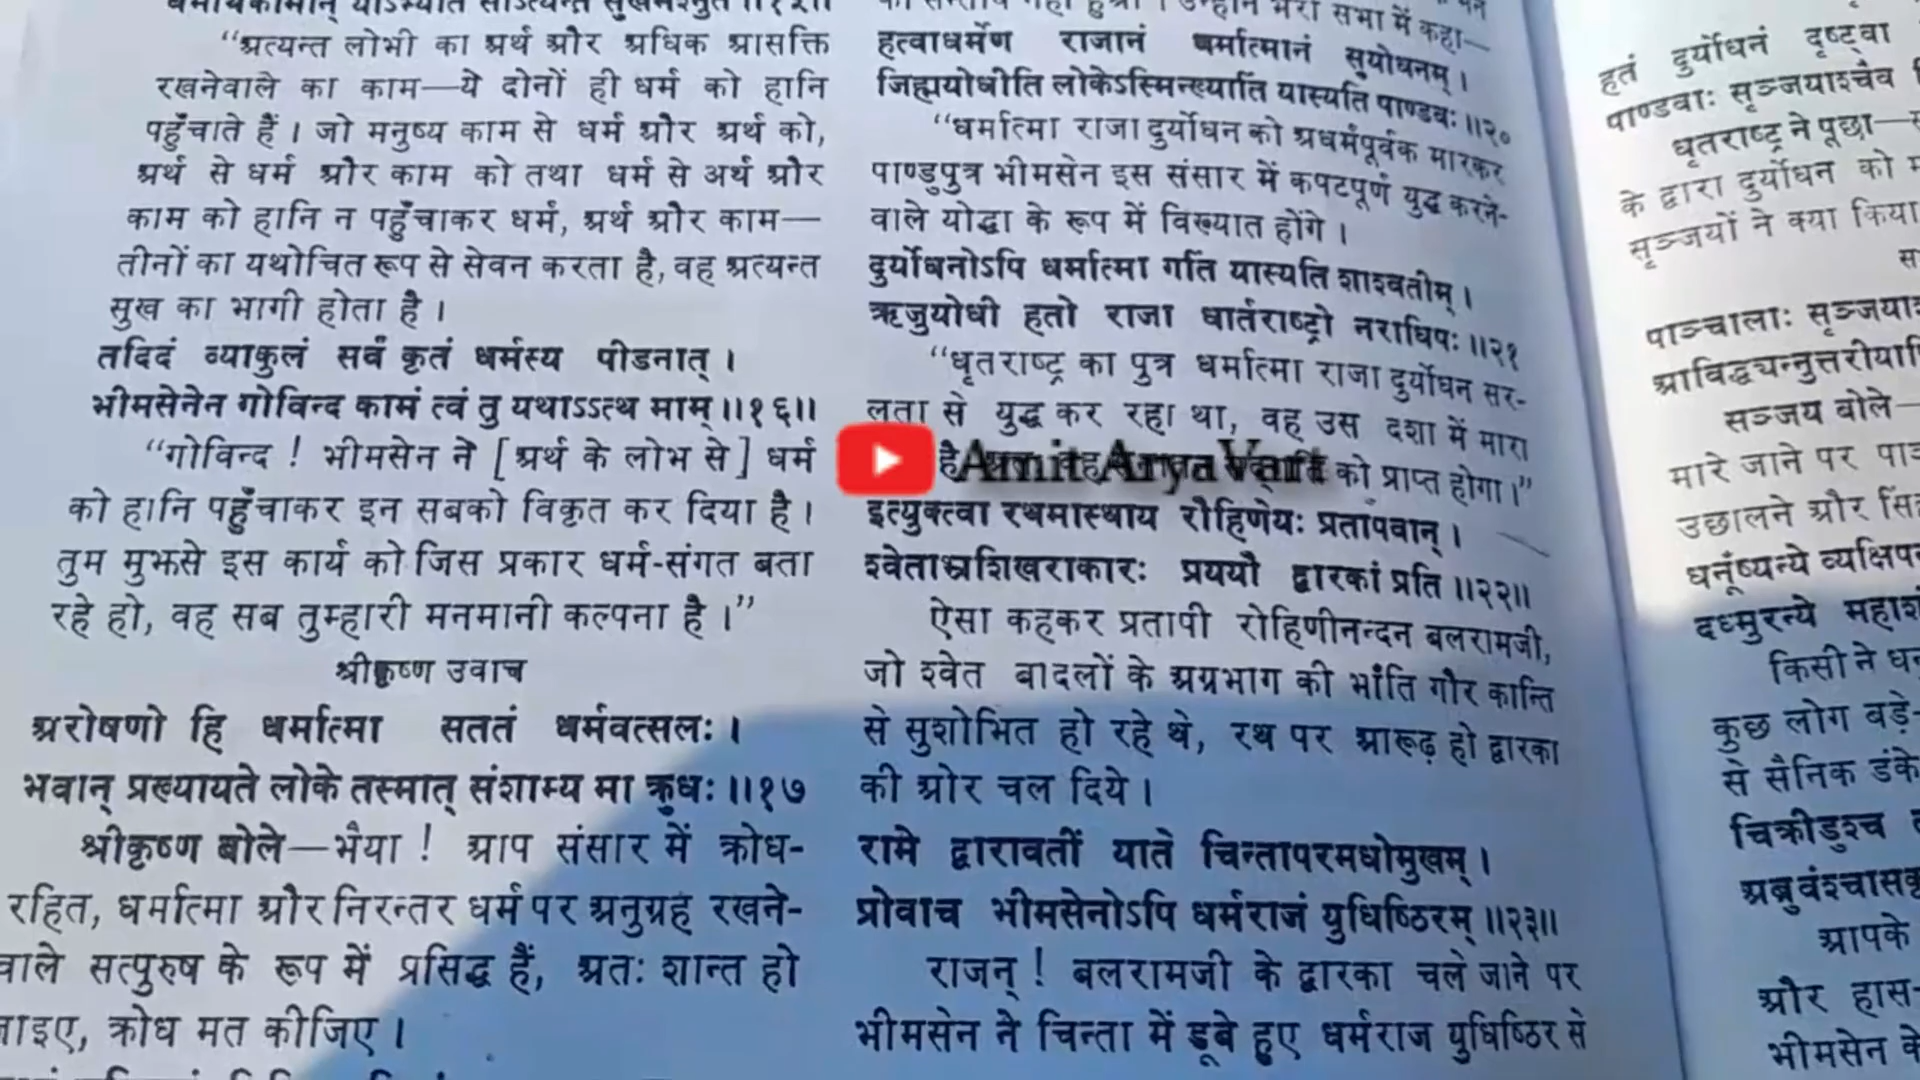 “अत्यन्त लोभी का अर्थ और अधिक आसक्ति
रखनेवाले का काम—ये दोनों ही धर्म को हानि
पहुँचाते हैं । जो मनुष्य काम से धर्म और अर्थ को,
अर्थ से धर्म और काम को तथा धर्म से अर्थ और
काम को हानि न पहुँचाकर धर्म, अर्थ और काम—
तीनों का यथोचित रूप से सेवन करता है, वह अत्यन्त
सुख का भागी होता है ।
तदिदं व्याकुलं सर्वं कृतं धर्मस्य पीडनात् ।
भीमसेनेन गोविन्द कामं त्वं तु यथाऽऽत्थ माम् ॥१६॥
“गोविन्द ! भीमसेन ने [अर्थ के लोभ से] धर्म
को हानि पहुँचाकर इन सबको विकृत कर दिया है ।
तुम मुझसे इस कार्य को जिस प्रकार धर्म-संगत बता
रहे हो, वह सब तुम्हारी मनमानी कल्पना है ।”
श्रीकृष्ण उवाच
अरोषणो हि धर्मात्मा सततं धर्मवत्सलः ।
भवान् प्रख्यायते लोके तस्मात् संशाम्य मा क्रुधः ॥१७
श्रीकृष्ण बोले—भैया ! आप संसार में क्रोध-
रहित, धर्मात्मा और निरन्तर धर्म पर अनुग्रह रखने-
वाले सत्पुरुष के रूप में प्रसिद्ध हैं, अतः शान्त हो
जाइए, क्रोध मत कीजिए ।
सभा में कहा—
हत्वाधर्मेण राजानं धर्मात्मानं सुयोधनम् ।
जिह्मयोधीति लोकेऽस्मिन्ख्याति यास्यति पाण्डवः ॥२०
“धर्मात्मा राजा दुर्योधन को अधर्मपूर्वक मारकर
पाण्डुपुत्र भीमसेन इस संसार में कपटपूर्ण युद्ध करने-
वाले योद्धा के रूप में विख्यात होंगे ।
दुर्योधनोऽपि धर्मात्मा गतिं यास्यति शाश्वतीम् ।
ऋजुयोधी हतो राजा धार्तराष्ट्रो नराधिपः ॥२१
“धृतराष्ट्र का पुत्र धर्मात्मा राजा दुर्योधन सर-
लता से युद्ध कर रहा था, वह उस दशा में मारा
है को प्राप्त होगा ।”
Amit AryaVart
इत्युक्त्वा रथमास्थाय रौहिणेयः प्रतापवान् ।
श्वेताभ्रशिखराकारः प्रययौ द्वारकां प्रति ॥२२॥
ऐसा कहकर प्रतापी रोहिणीनन्दन बलरामजी,
जो श्वेत बादलों के अग्रभाग की भाँति गौर कान्ति
से सुशोभित हो रहे थे, रथ पर आरूढ़ हो द्वारका
की ओर चल दिये ।
रामे द्वारावतीं याते चिन्तापरमधोमुखम् ।
प्रोवाच भीमसेनोऽपि धर्मराजं युधिष्ठिरम् ॥२३॥
राजन् ! बलरामजी के द्वारका चले जाने पर
भीमसेन ने चिन्ता में डूबे हुए धर्मराज युधिष्ठिर से
हतं दुर्योधनं दृष्ट्वा
पाण्डवाः सृञ्जयाश्चैव
धृतराष्ट्र ने पूछा—
के द्वारा दुर्योधन को
सृञ्जयों ने क्या किया
पाञ्चालाः
सञ्जय बोले—
मारे जाने पर
उछालने और
धनूंष्यन्ये
दध्मुरन्ये
किसी ने
कुछ लोग बड़े-
से सैनिक डंके
चिक्रीडुश्च
आपके
और हास-
भीमसेन के